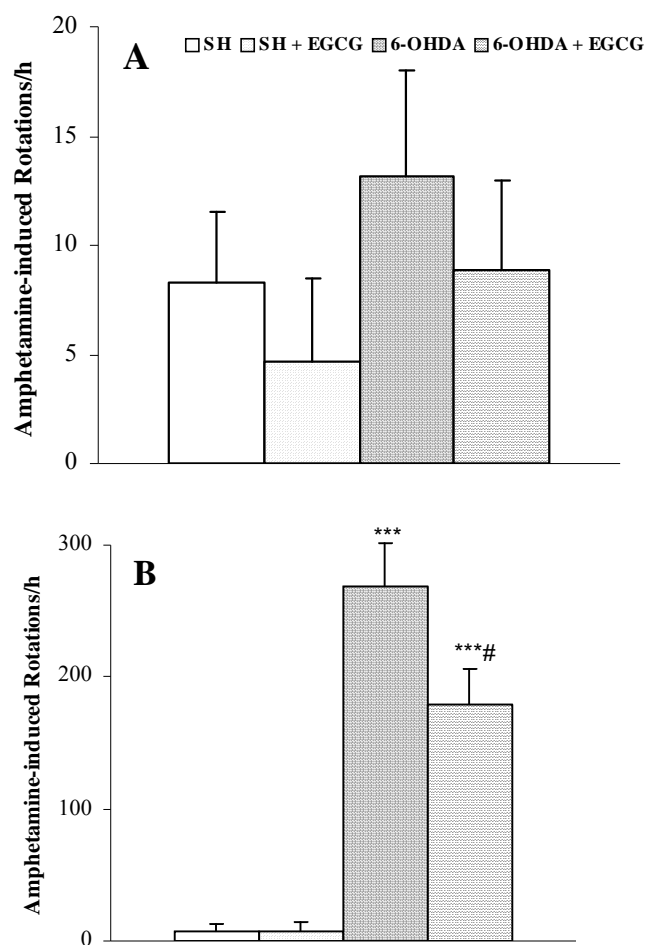 20
A
SH SH + EGCG 6-OHDA 6-OHDA + EGCG
15
10
5
0
Amphetamine-induced Rotations/h
300
B
***
***#
200
100
0
Amphetamine-induced Rotations/h